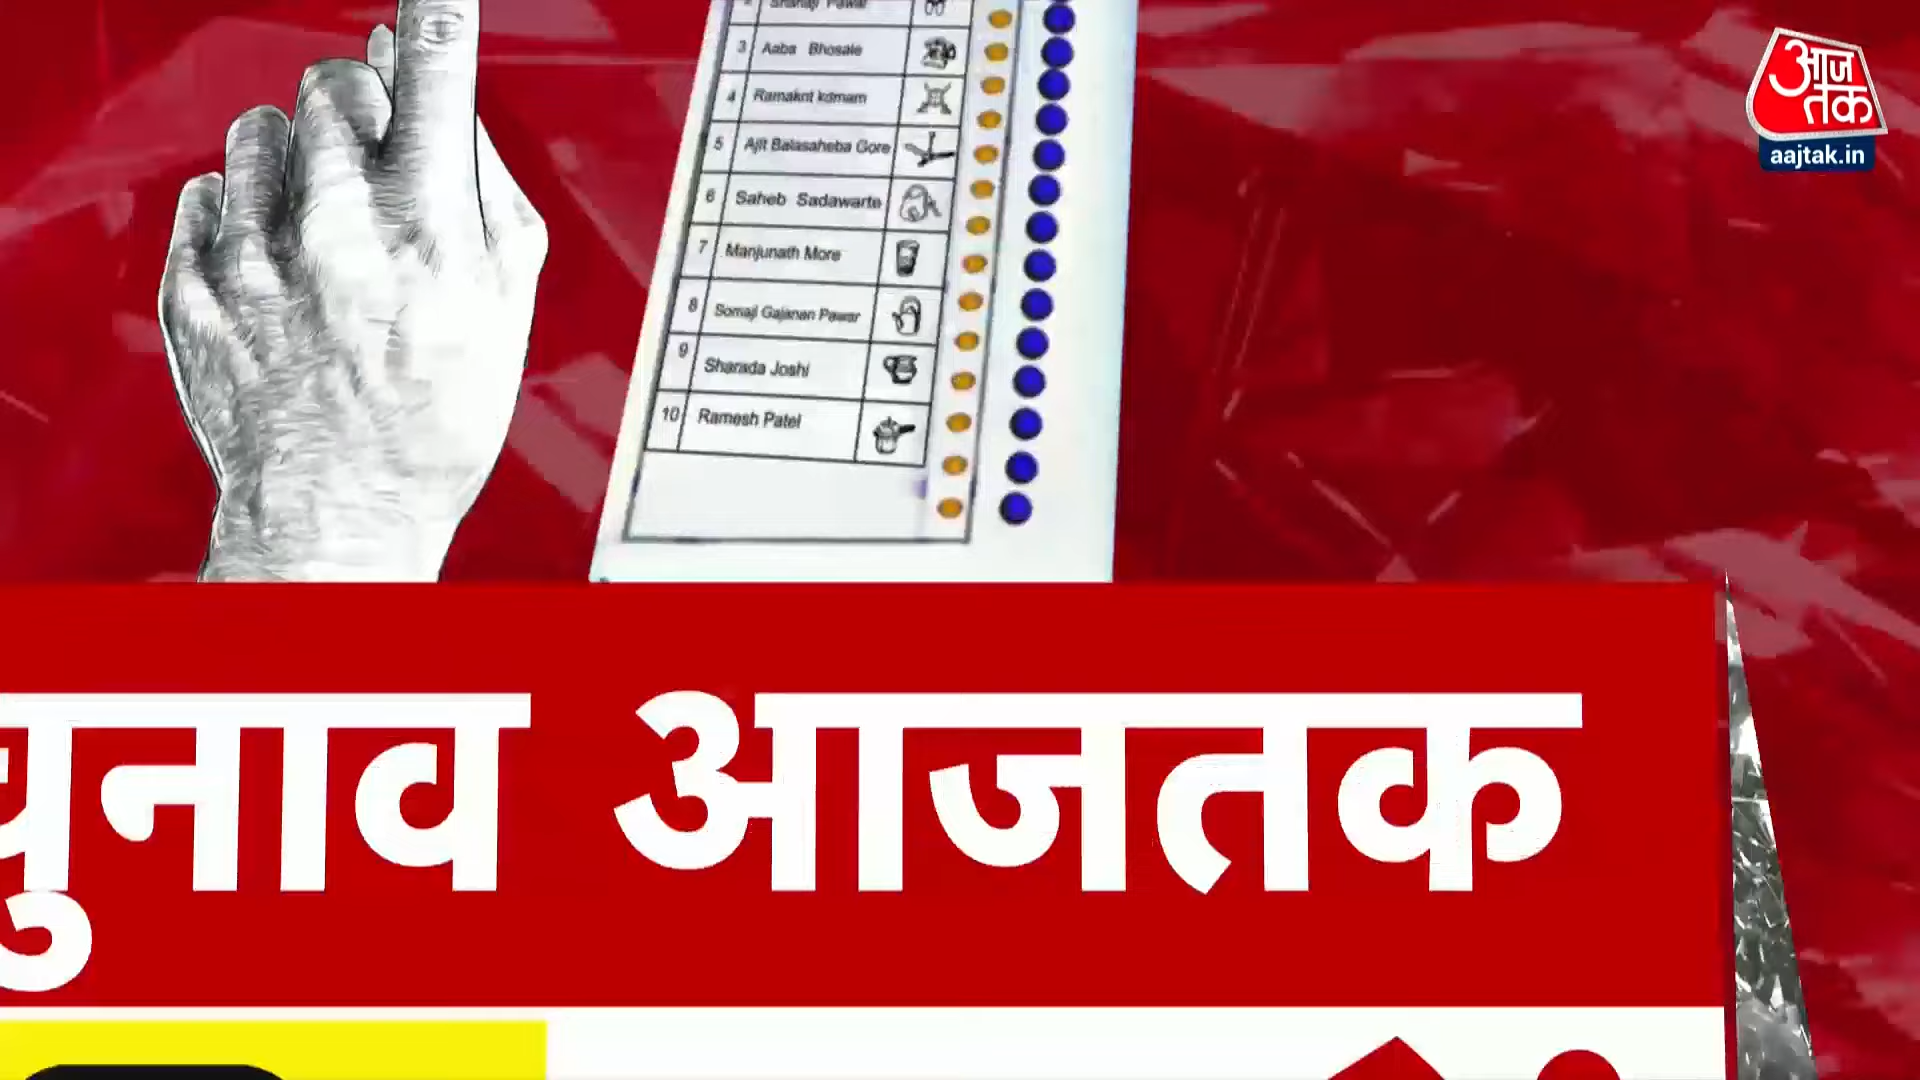 3 Aaba Bhosale
4 Ramaknt kdmam
5 Ajit Balasaheba Gore
6 Saheb Sadawarte
7 Manjunath More
8 Somaji Gajanan Pawar
9 Sharada Joshi
10 Ramesh Patel
आज
तक
aajtak.in
चुनाव आजतक